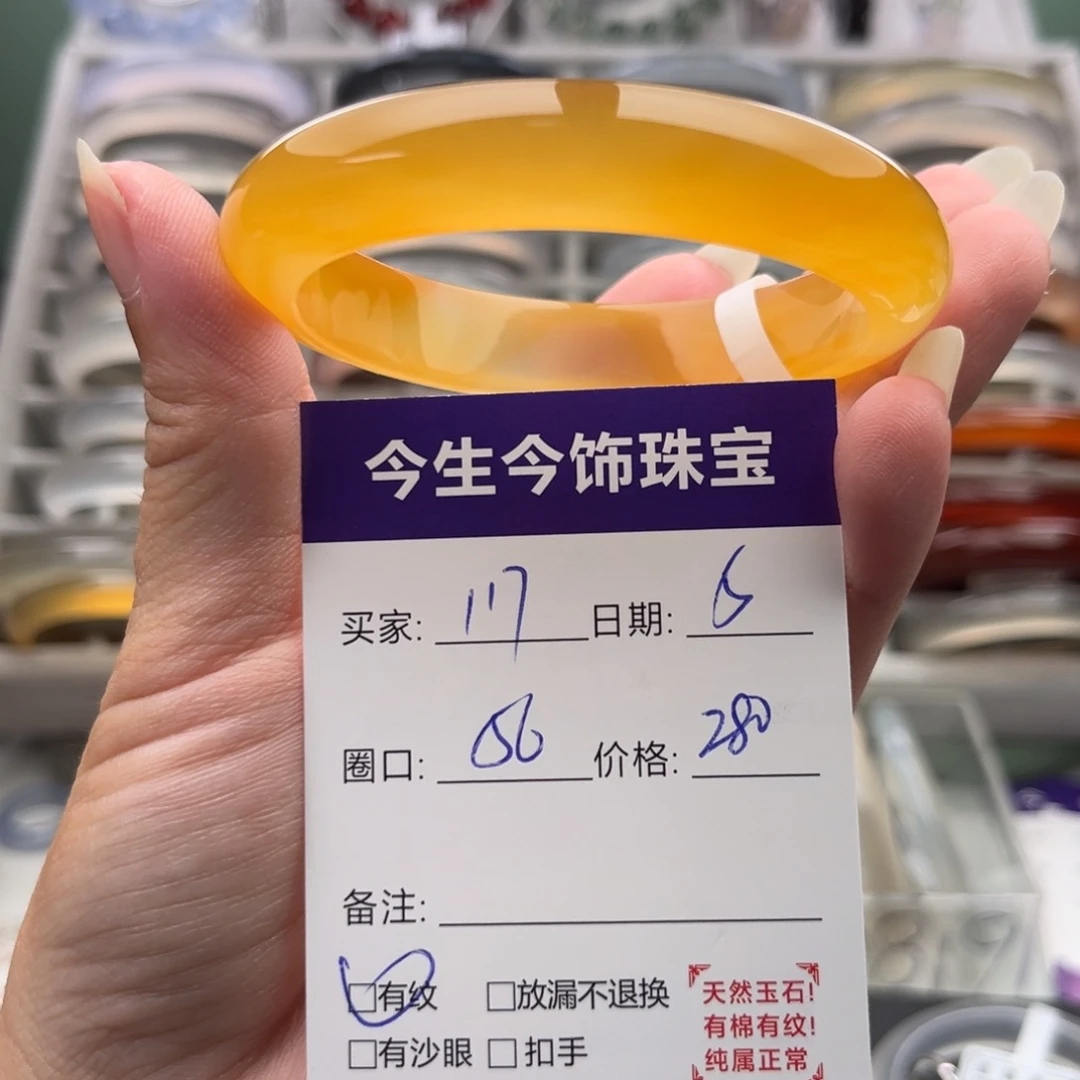 今生今饰珠宝
买家: 117 日期: 6
圈口: 56 价格: 280
备注:
□有纹 □放漏不退换
□有沙眼 □扣手
天然玉石!
有棉有纹!
纯属正常